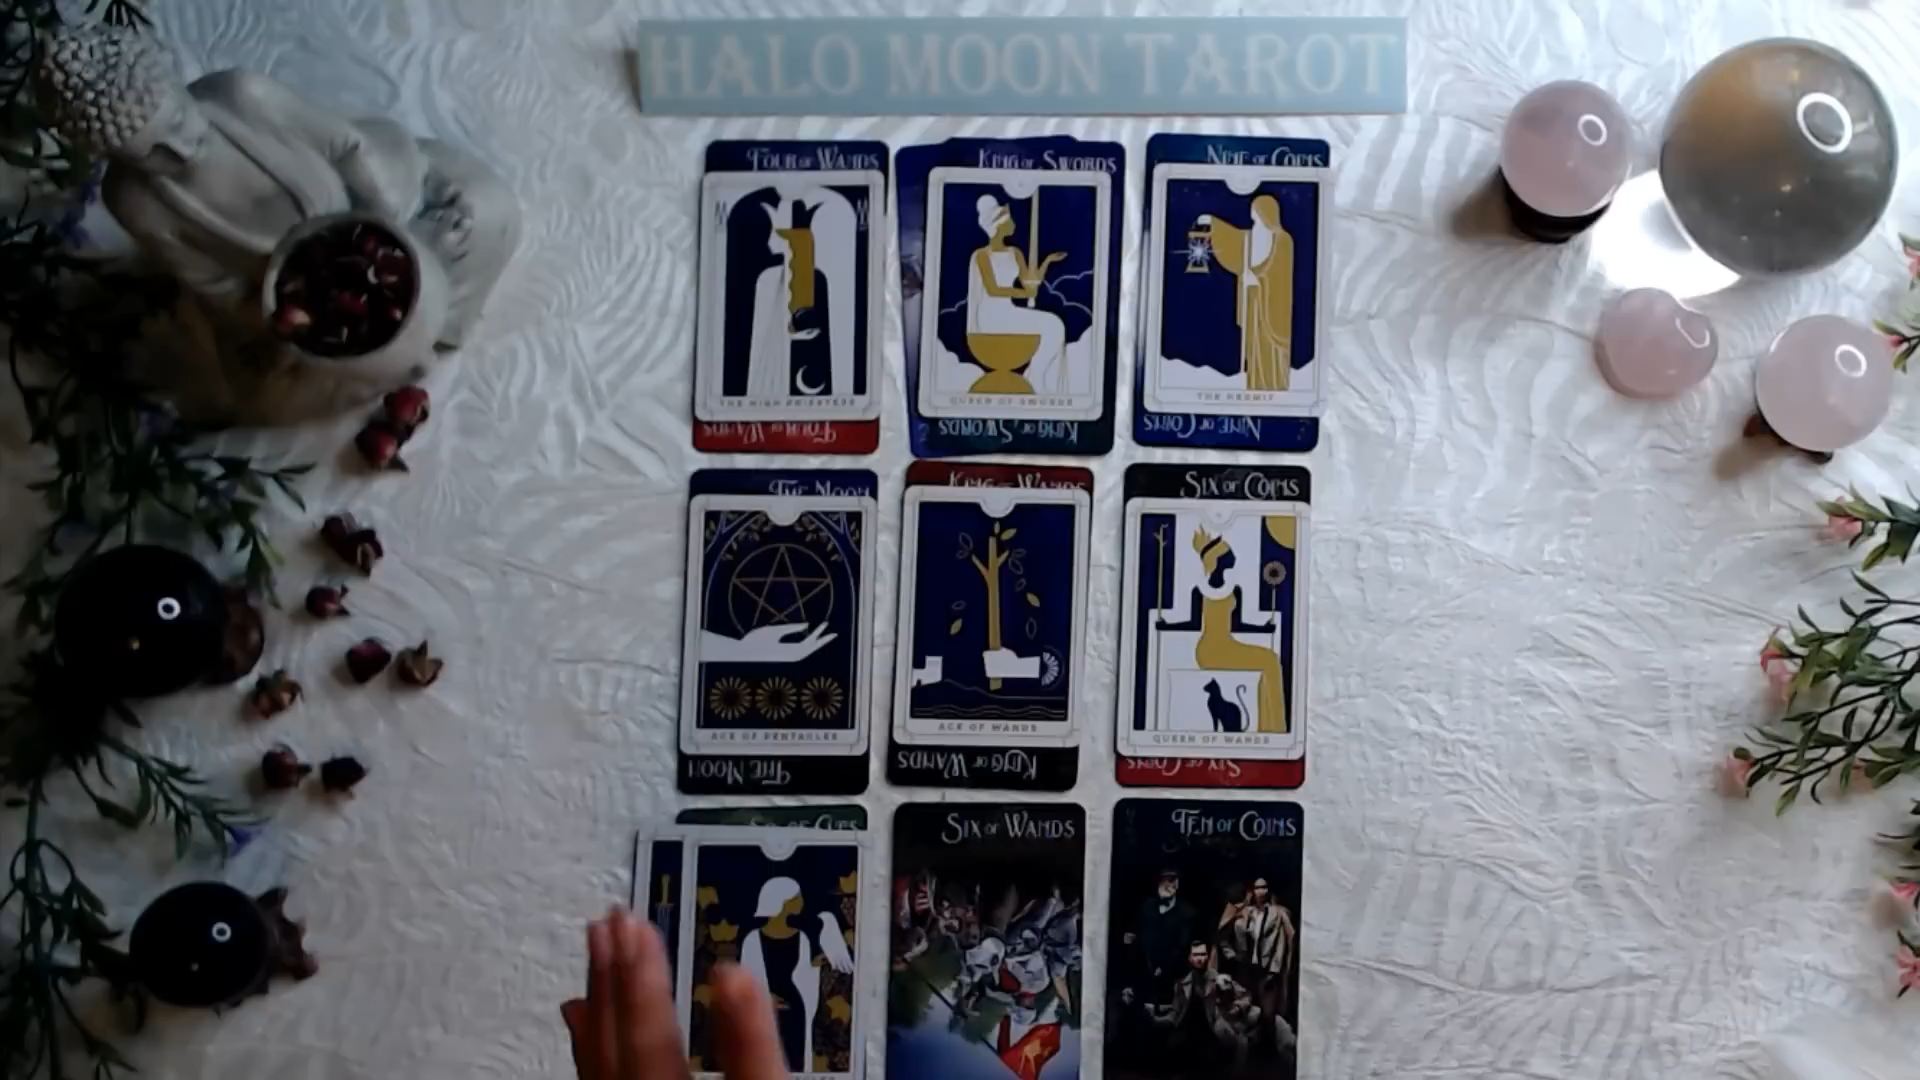 HALO MOON TAROT
FOUR OF WANDS
KING OF SWORDS
NINE OF COINS
THE HIGH PRIESTESS
QUEEN OF SWORDS
THE HERMIT
FOUR OF WANDS
KING OF SWORDS
NINE OF COINS
THE MOON
KING OF WANDS
SIX OF COINS
ACE OF PENTACLES
ACE OF WANDS
QUEEN OF WANDS
THE MOON
KING OF WANDS
SIX OF COINS
OF CUPS
SIX OF WANDS
TEN OF COINS